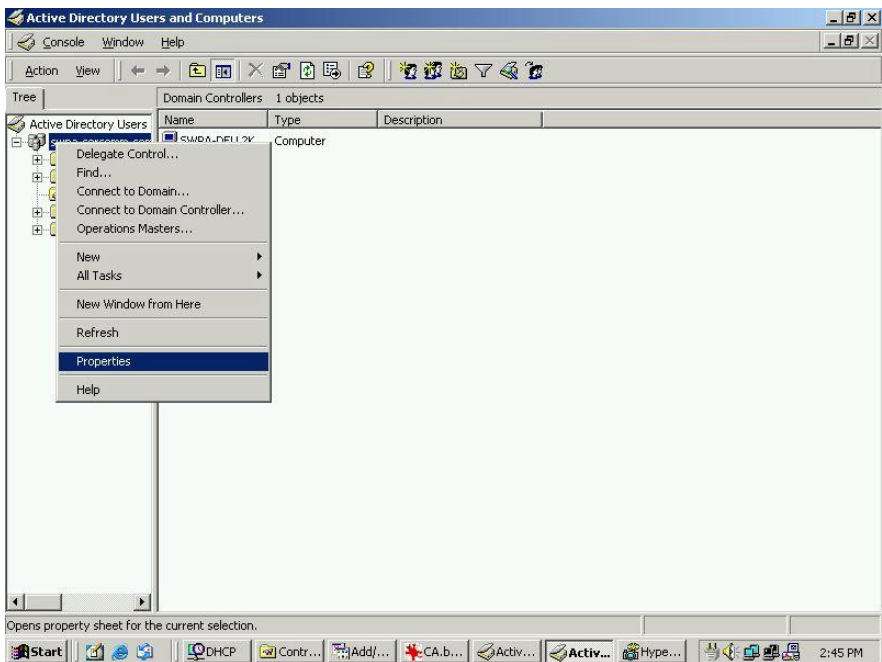 Active Directory Users and Computers
Console Window Help
Action View
Tree
Domain Controllers 1 objects
Active Directory Users
Name Type Description
SWPA-DELL2K Computer
Delegate Control...
Find...
Connect to Domain...
Connect to Domain Controller...
Operations Masters...
New
All Tasks
New Window from Here
Refresh
Properties
Help
Opens property sheet for the current selection.
Start DHCP Contr... Add/... CA.b... Activ... Activ... Hype... 2:45 PM